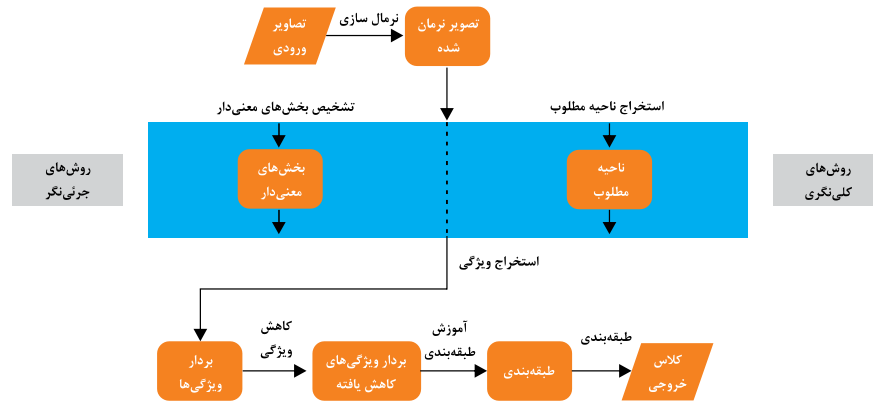 تصاویر
ورودی
نرمال سازی
تصویر نرمان
شده
استخراج ناحیه مطلوب
تشخیص بخش‌های معنی‌دار
روش‌های
کلی‌نگری
ناحیه
مطلوب
بخش‌های
معنی‌دار
روش‌های
جرئی‌نگر
استخراج ویژگی
بردار
ویژگی‌ها
کاهش
ویژگی
بردار ویژگی‌های
کاهش یافته
آموزش
طبقه‌بندی
طبقه‌بندی
طبقه‌بندی
کلاس
خروجی